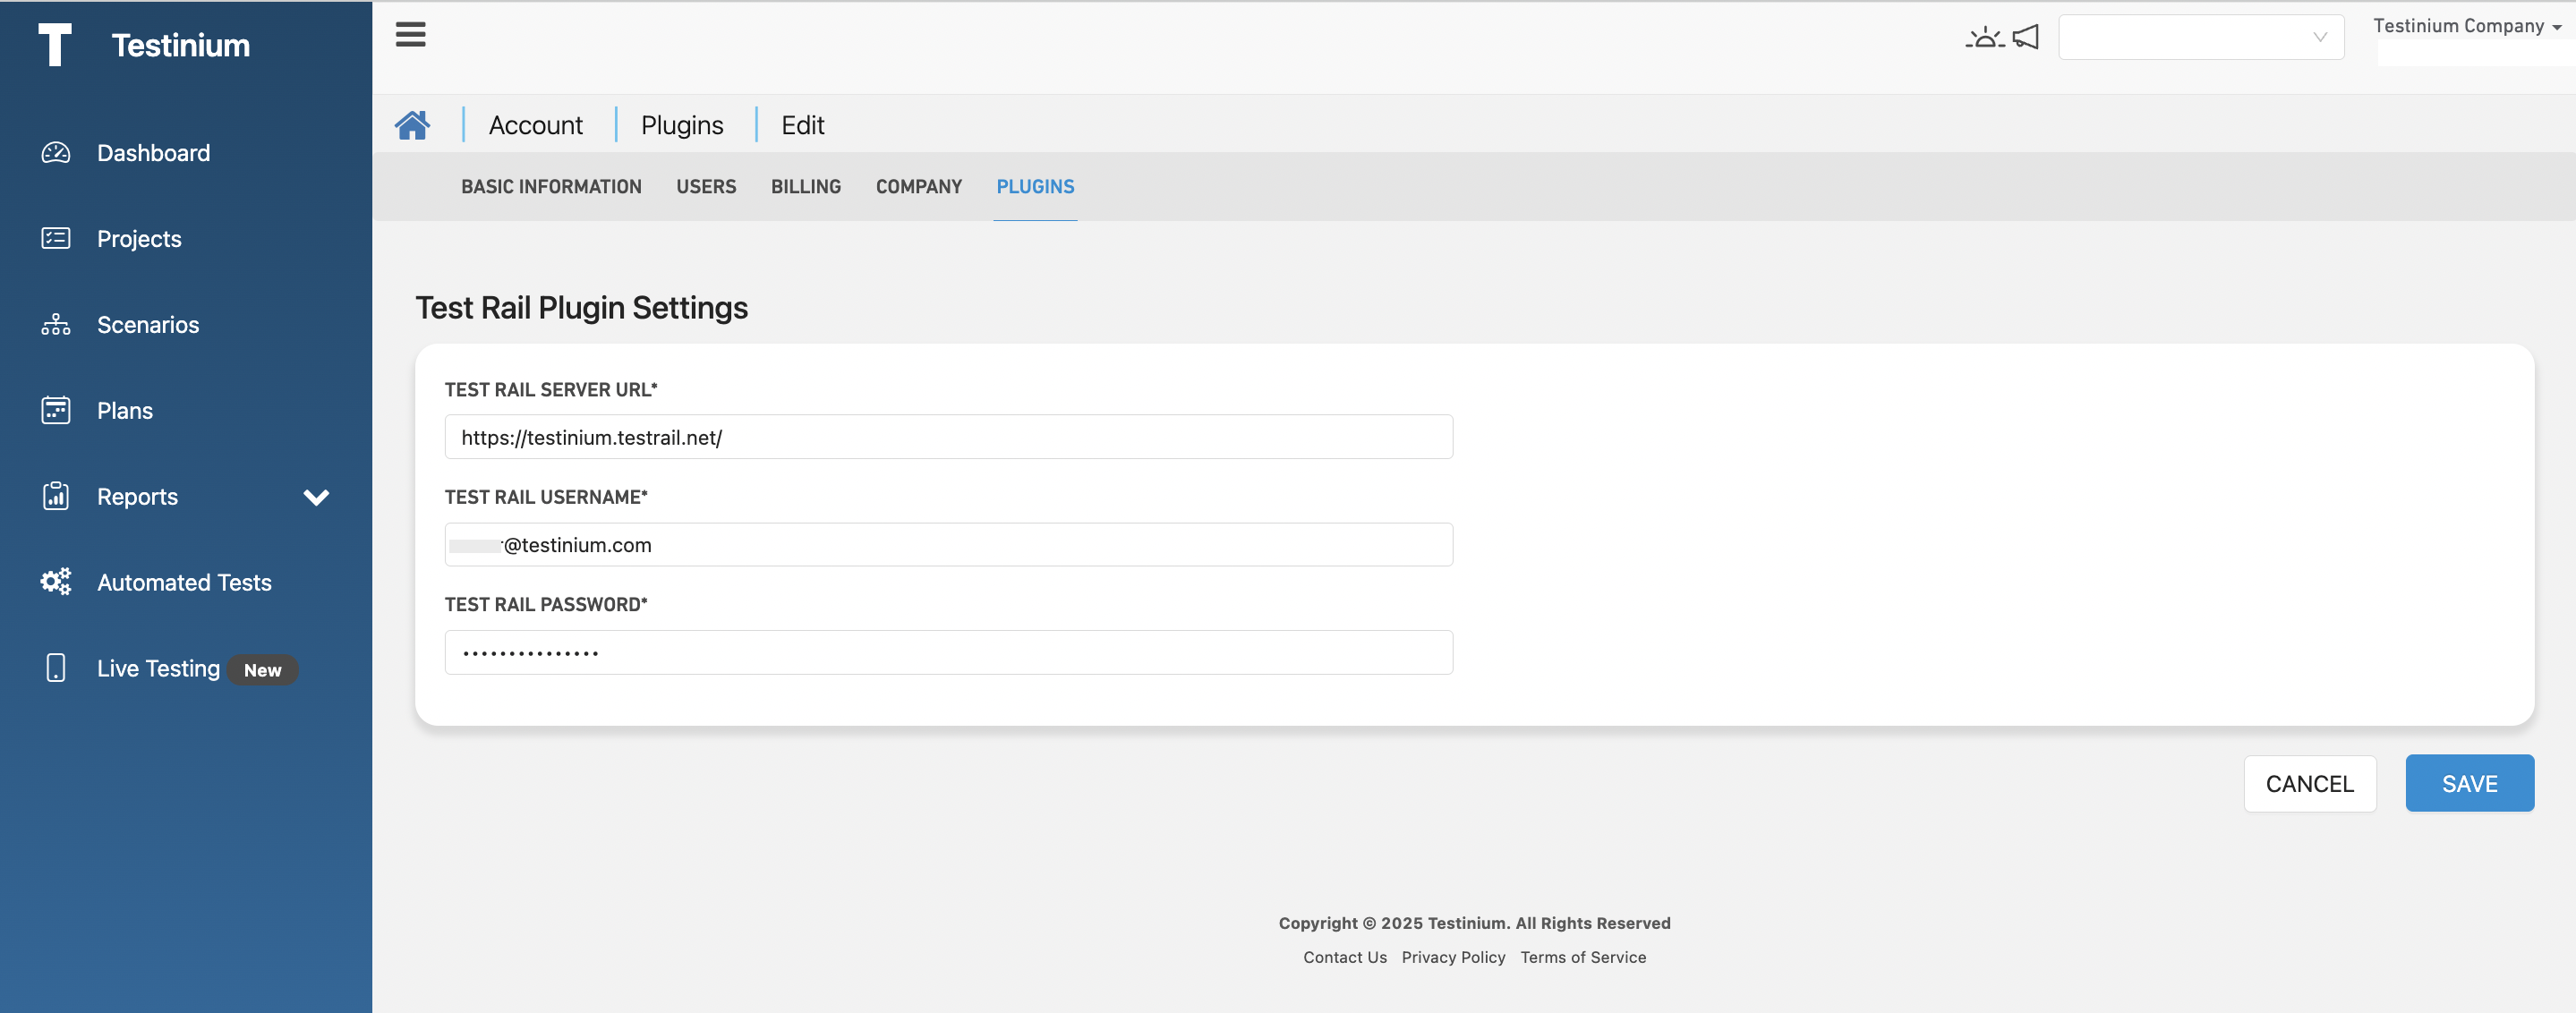 Testinium
Testinium Company
Dashboard
Projects
Scenarios
Plans
Reports
Automated Tests
Live Testing New
Account Plugins Edit
BASIC INFORMATION USERS BILLING COMPANY PLUGINS
Test Rail Plugin Settings
TEST RAIL SERVER URL*
https://testinium.testrail.net/
TEST RAIL USERNAME*
@testinium.com
TEST RAIL PASSWORD*
•••••••••••••••
CANCEL SAVE
Copyright © 2025 Testinium. All Rights Reserved
Contact Us Privacy Policy Terms of Service